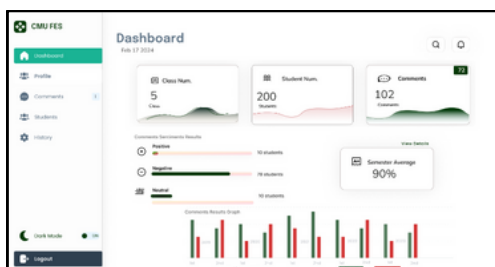 CMU FES
Dashboard
Profile
Comments
Students
History
Dark Mode
Logout
Dashboard
Feb 17 2024
Class Num.
5
Class
Student Num.
200
Students
72
Comments
102
Comments
Comments Sentiments Results
Positive
10 students
Negative
78 students
Neutral
10 students
View Details
Semester Average
90%
Comments Results Graph